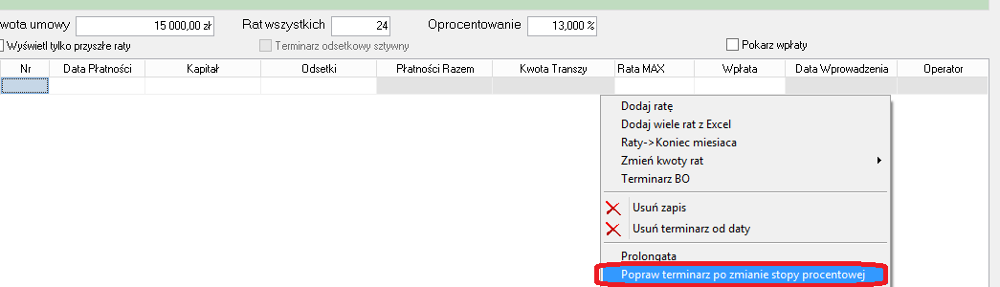 wota umowy 15 000,00 zł Rat wszystkich 24 Oprocentowanie 13,000 %
Wyświetl tylko przyszłe raty Terminarz odsetkowy sztywny Pokarz wpłaty
Nr Data Płatności Kapitał Odsetki Płatności Razem Kwota Transzy Rata MAX Wpłata Data Wprowadzenia Operator
Dodaj ratę
Dodaj wiele rat z Excel
Raty->Koniec miesiaca
Zmień kwoty rat
Terminarz BO
Usuń zapis
Usuń terminarz od daty
Prolongata
Popraw terminarz po zmianie stopy procentowej